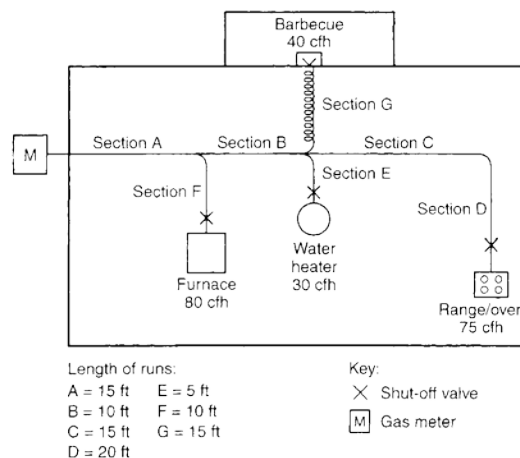 Barbecue
40 cfh
Section G
Section A
Section B
Section C
M
Section E
Section F
Section D
Water
heater
30 cfh
Furnace
80 cfh
Range/over
75 cfh
Length of runs:
A = 15 ft E = 5 ft
B = 10 ft F = 10 ft
C = 15 ft G = 15 ft
D = 20 ft
Key:
Shut-off valve
M Gas meter